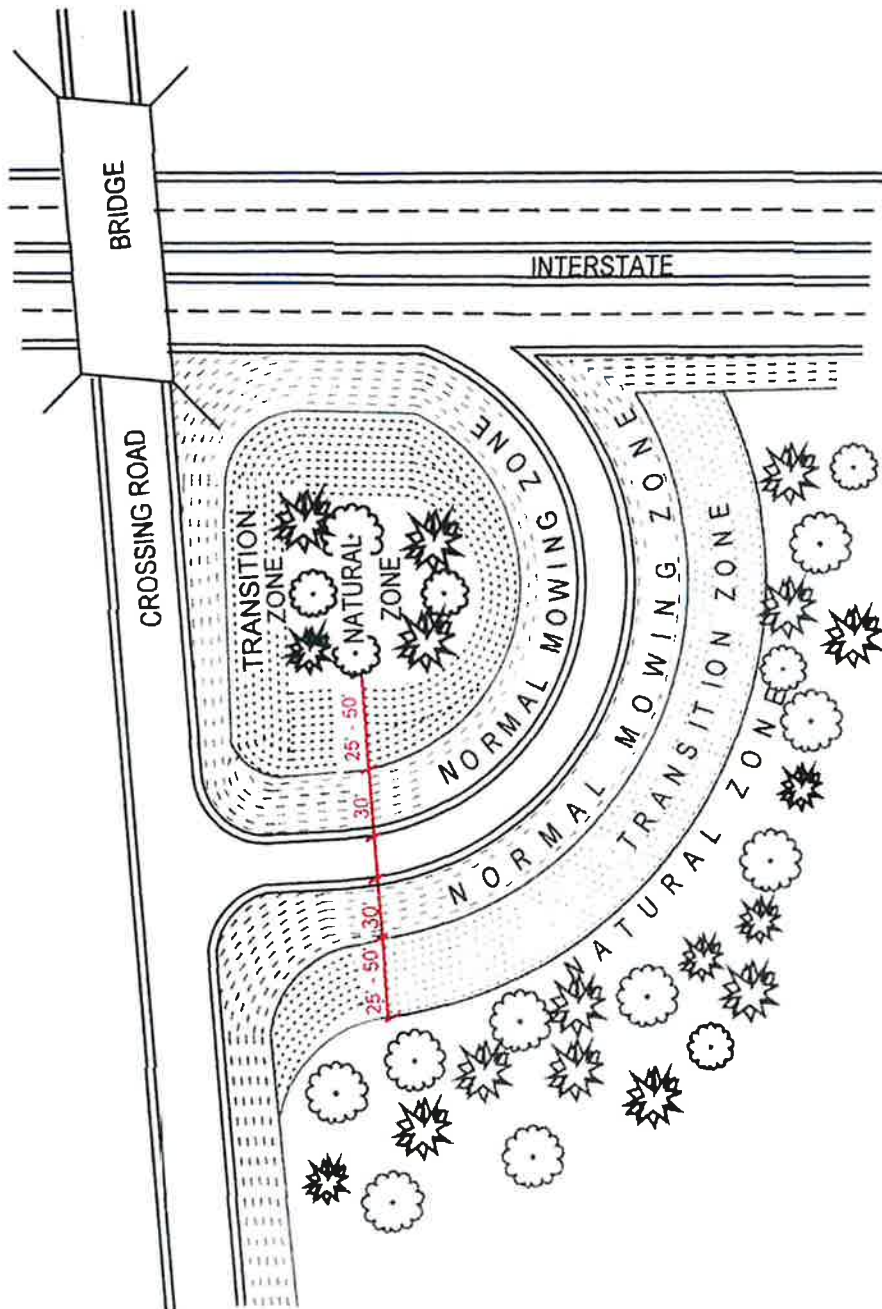 BRIDGE
INTERSTATE
CROSSING ROAD
TRANSITION
ZONE
NATURAL
ZONE
NORMAL MOWING ZONE
NORMAL MOWING ZONE
TRANSITION ZONE
NATURAL ZONE
25' - 50'
30'
30'
25' - 50'